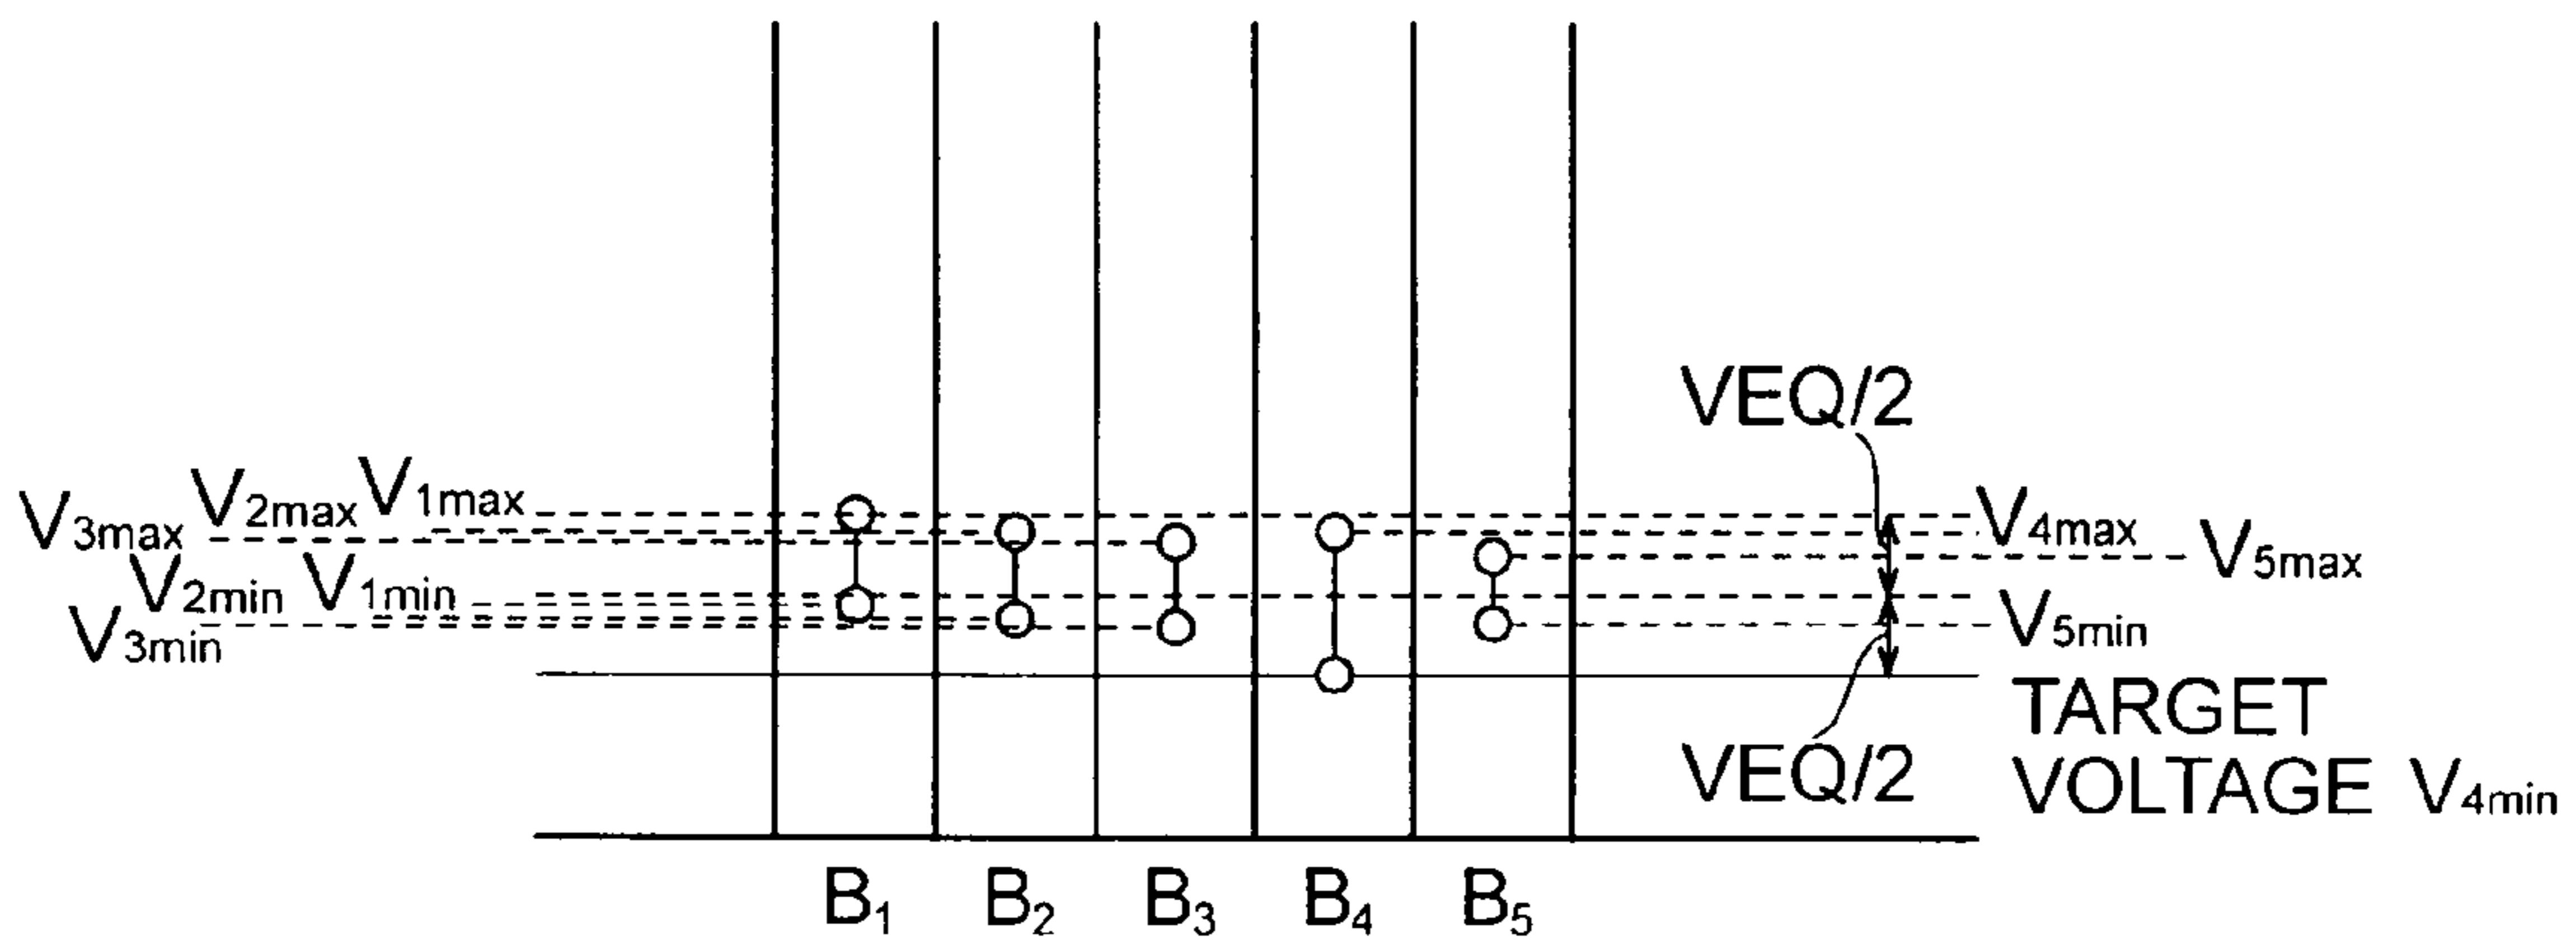 VEQ/2
V1max
V2max
V3max
V4max
V5max
V1min
V2min
V3min
V5min
TARGET
VOLTAGE V4min
VEQ/2
B1 B2 B3 B4 B5